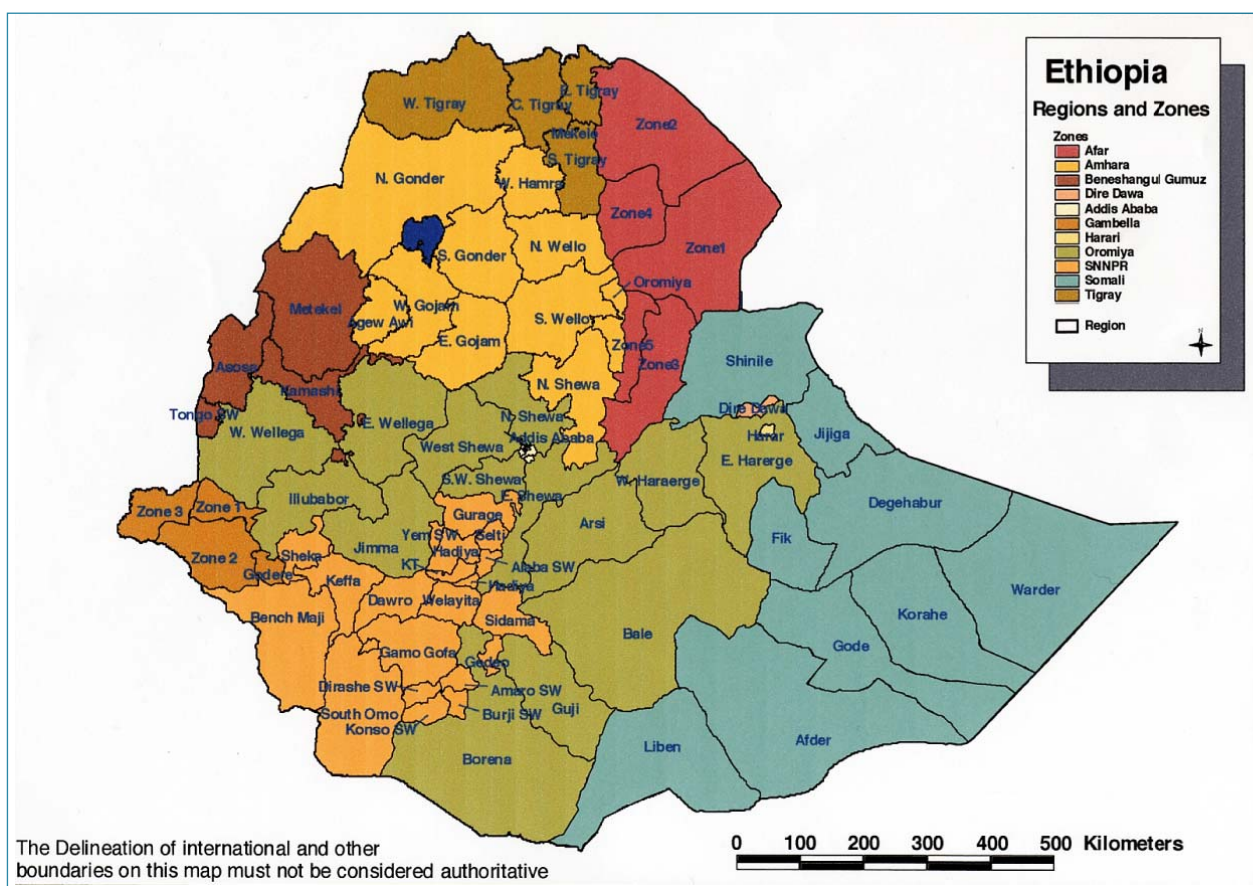 Ethiopia
Regions and Zones
Zones
Afar
Amhara
Beneshangul Gumuz
Dire Dawa
Addis Ababa
Gambella
Harari
Oromiya
SNNPR
Somali
Tigray
Region
N
W. Tigray
C. Tigray
E. Tigray
Mekele
S. Tigray
Zone2
N. Gonder
W. Hamra
Zone4
Zone1
S. Gonder
N. Wello
Oromiya
Metekel
W. Gojam
Agew Awi
E. Gojam
S. Wello
Zone5
Zone3
Shinile
Asosa
Kamashi
N. Shewa
Tongo SW
W. Wellega
E. Wellega
N. Shewa
Addis Ababa
West Shewa
Dire Dawa
Harar
Jijiga
E. Harerge
S.W. Shewa
E. Shewa
W. Haraerge
Degehabur
Zone 3
Zone 1
Illubabor
Gurage
Arsi
Fik
Zone 2
Sheka
Jimma
Yem SW
Selti
Hadiya
KT
Alaba SW
Godere
Keffa
Hadiya
Warder
Bench Maji
Dawro
Welayita
Sidama
Bale
Korahe
Gode
Gamo Gofa
Gedeo
Dirashe SW
Amaro SW
South Omo
Burji SW
Guji
Konso SW
Liben
Afder
Borena
The Delineation of international and other
boundaries on this map must not be considered authoritative
0 100 200 300 400 500 Kilometers